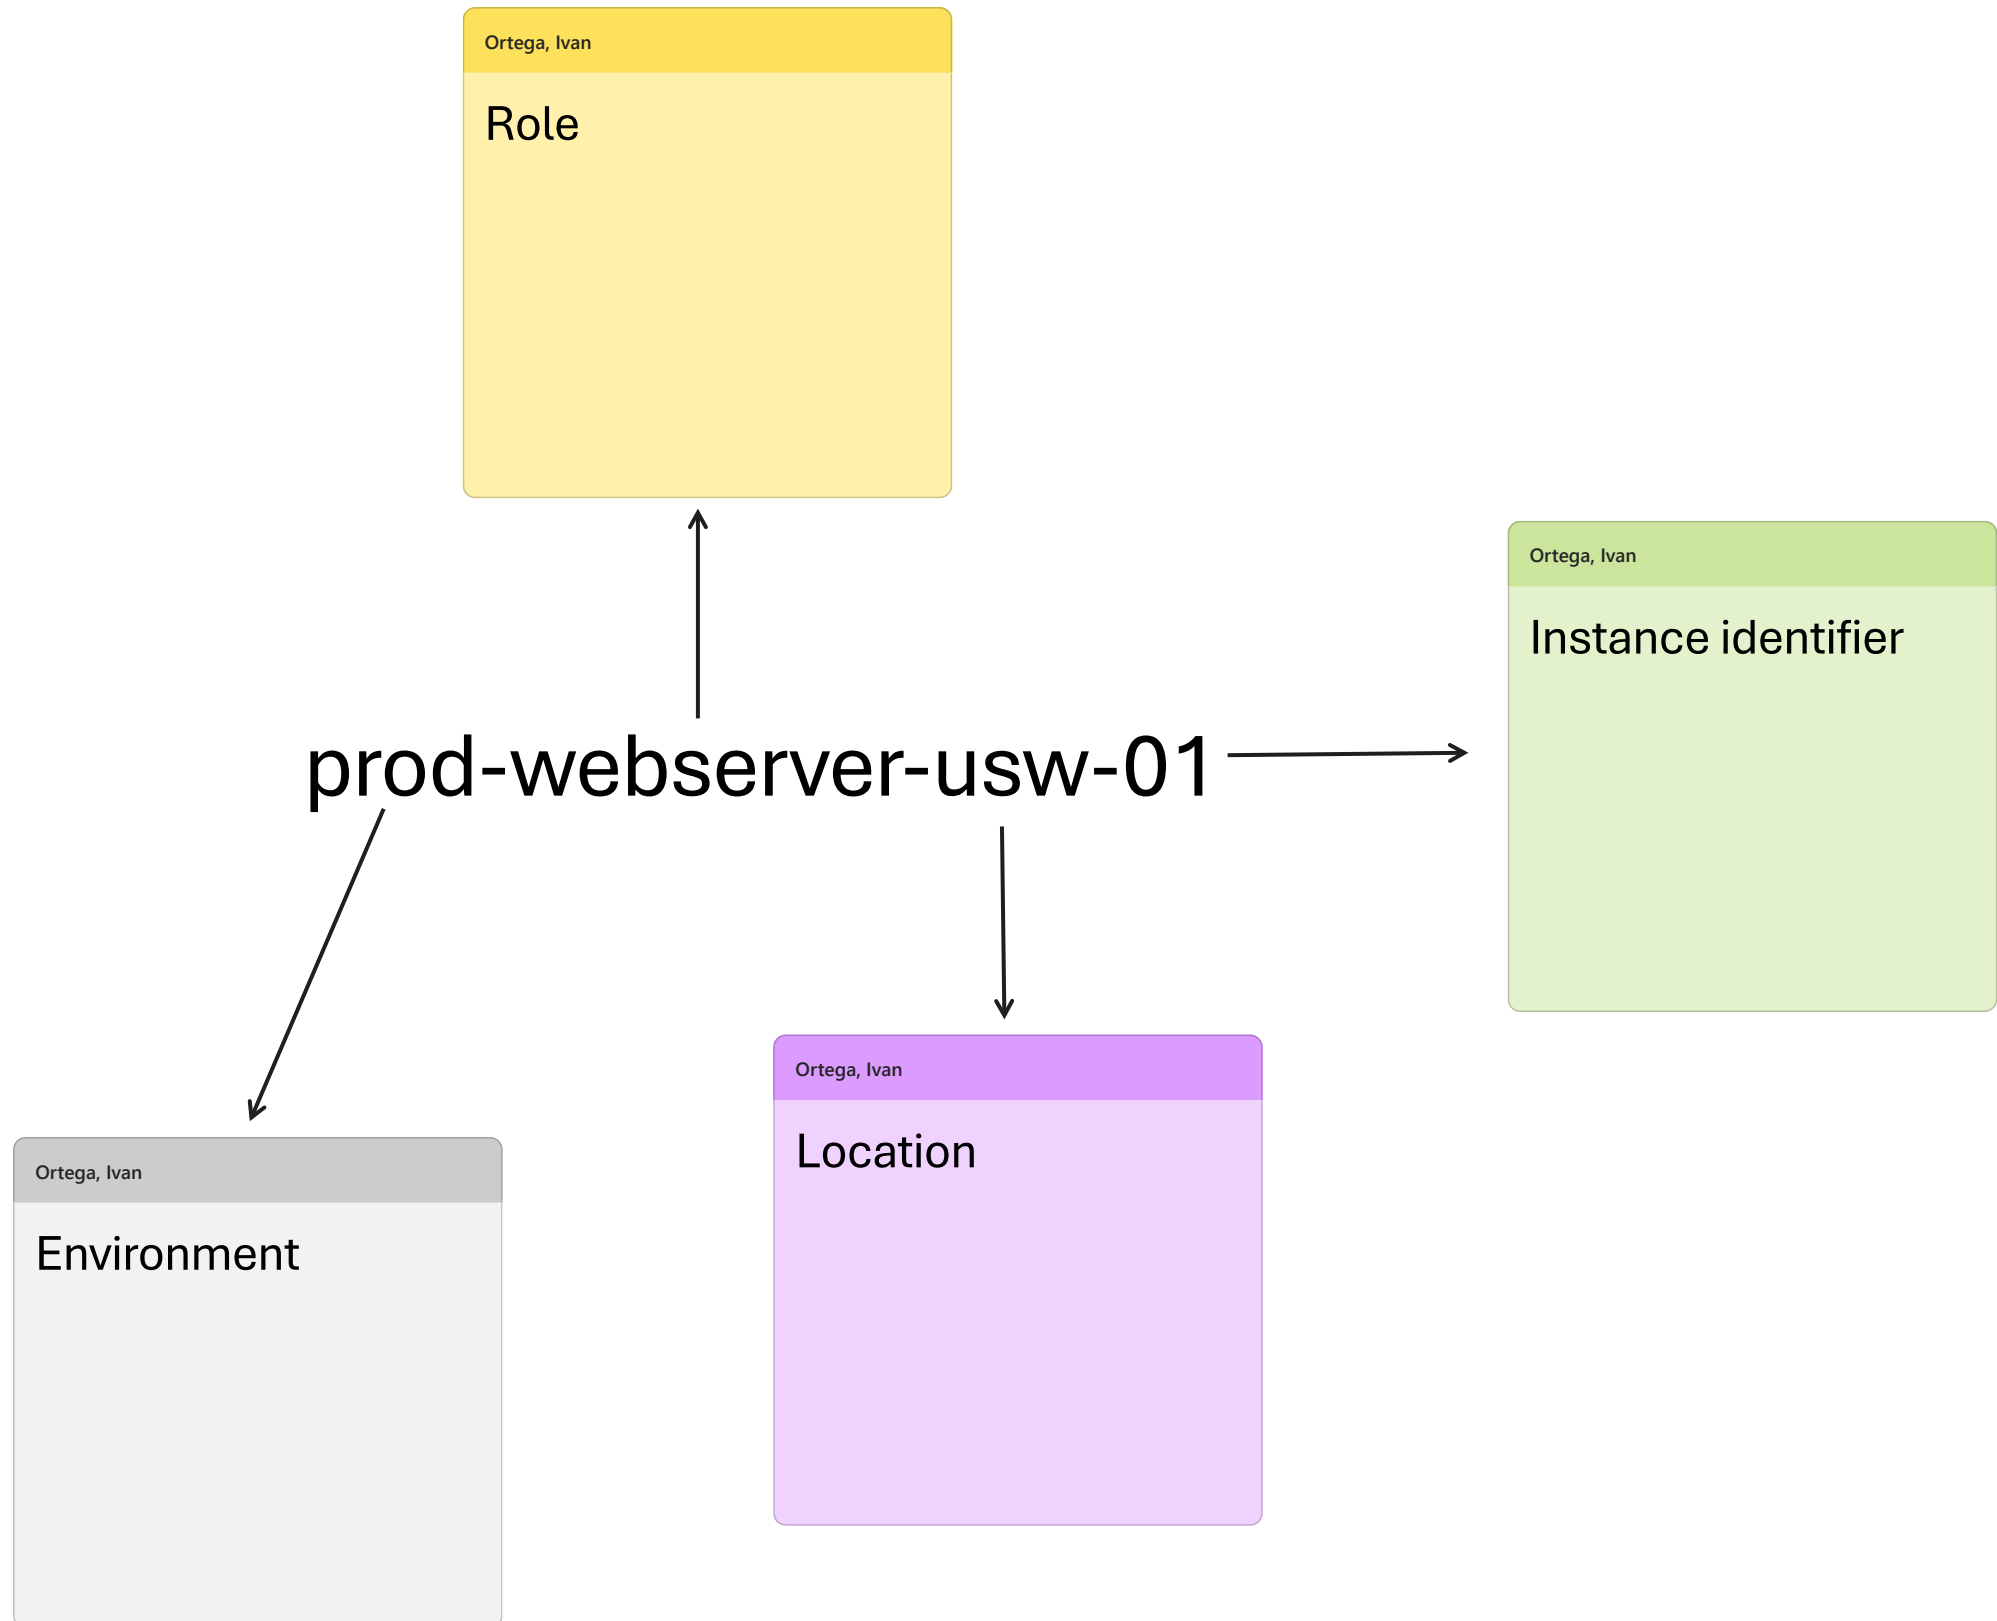 Ortega, Ivan
Role
Ortega, Ivan
Instance identifier
prod-webserver-usw-01
Ortega, Ivan
Location
Ortega, Ivan
Environment